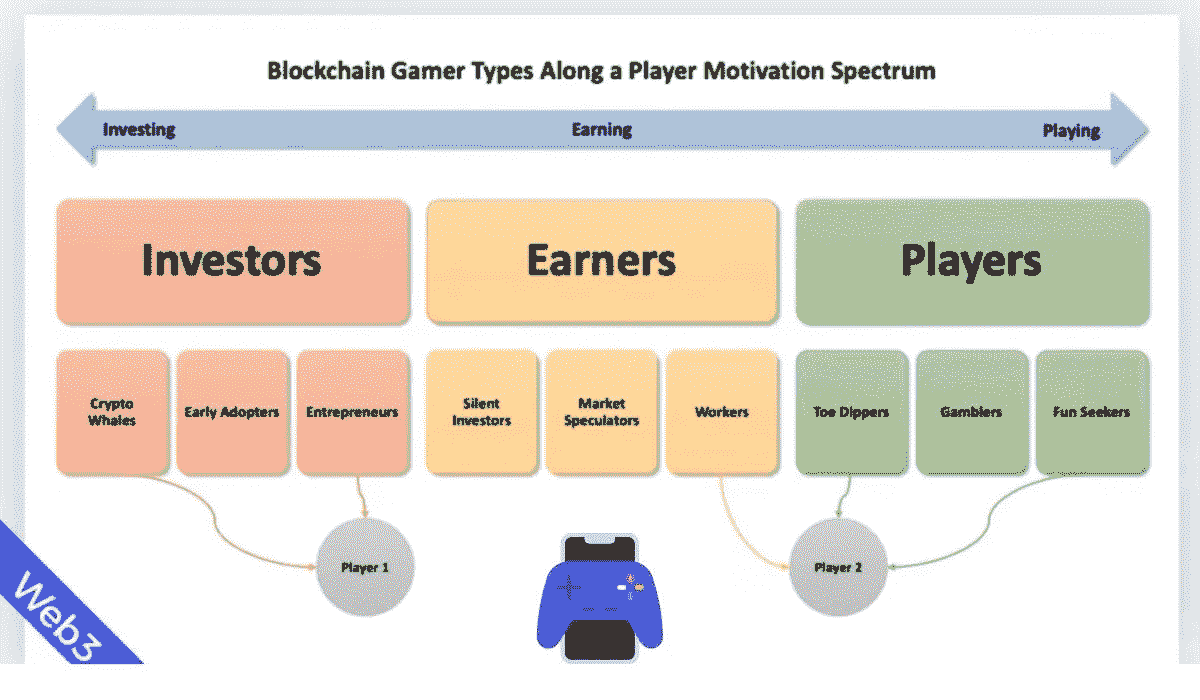 Blockchain Gamer Types Along a Player Motivation Spectrum
Investing
Earning
Playing
Investors
Earners
Players
Crypto
Whales
Early Adopters
Entrepreneurs
Silent
Investors
Market
Speculators
Workers
Toe Dippers
Gamblers
Fun Seekers
Player 1
Player 2
Web3